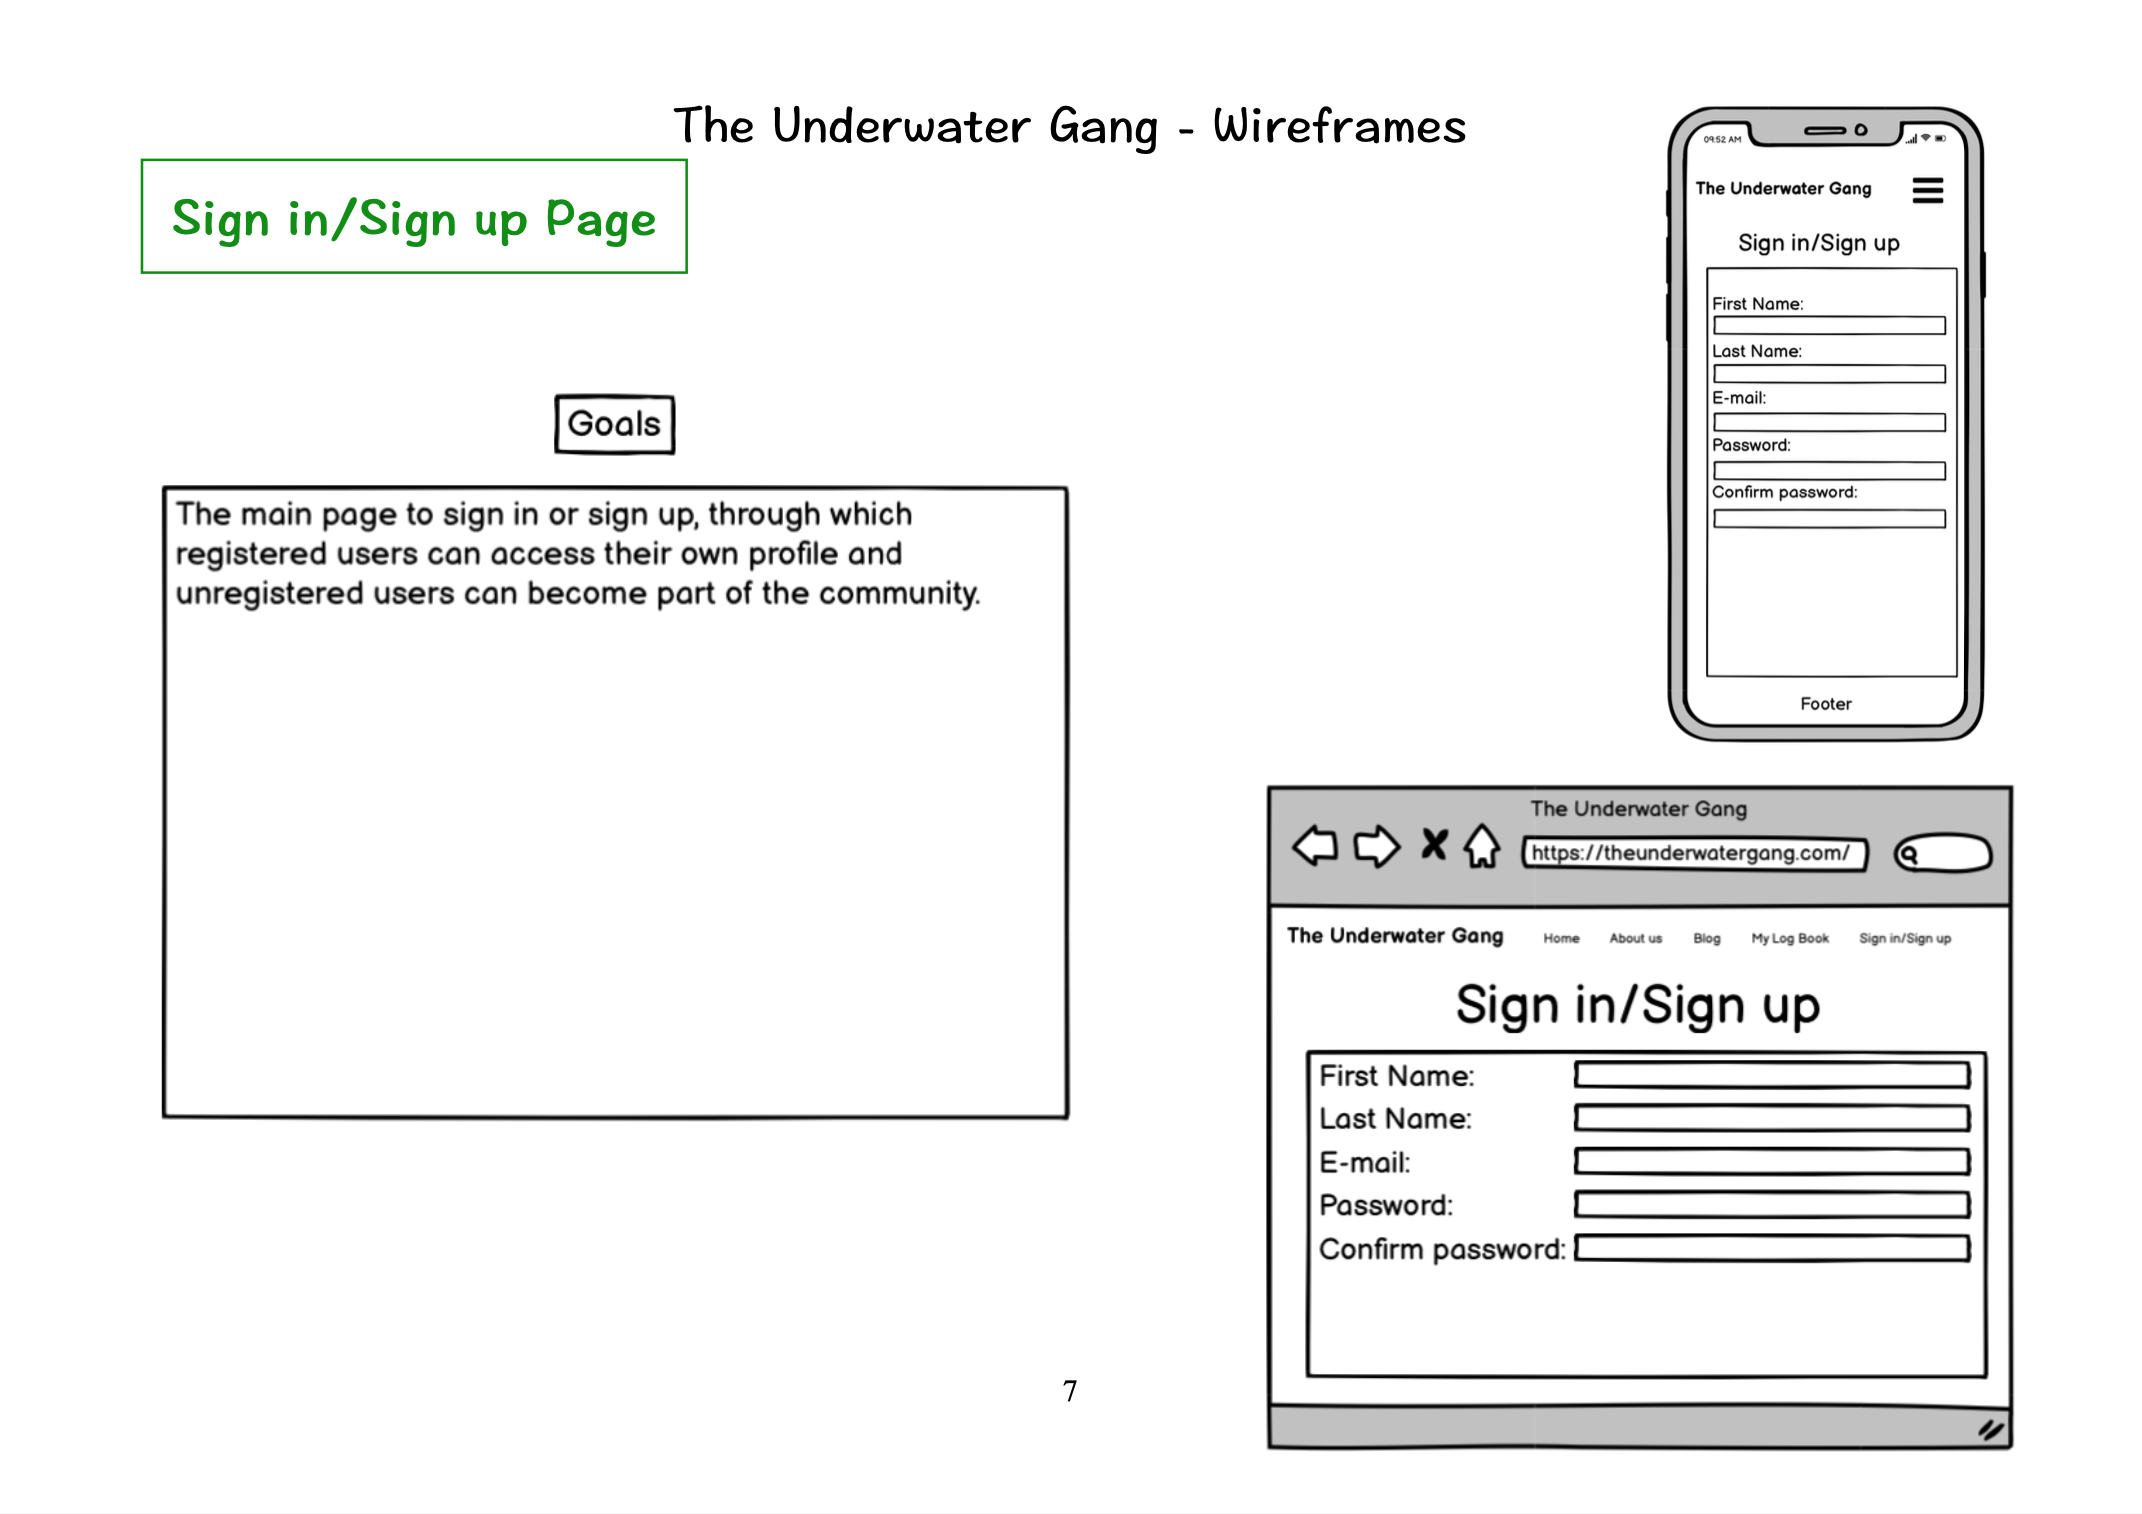 The Underwater Gang - Wireframes
Sign in/Sign up Page
Goals
The main page to sign in or sign up, through which
registered users can access their own profile and
unregistered users can become part of the community.
09:52 AM
The Underwater Gang
Sign in/Sign up
First Name:
Last Name:
E-mail:
Password:
Confirm password:
Footer
The Underwater Gang
https://theunderwatergang.com/
The Underwater Gang Home About us Blog My Log Book Sign in/Sign up
Sign in/Sign up
First Name:
Last Name:
E-mail:
Password:
Confirm password:
7